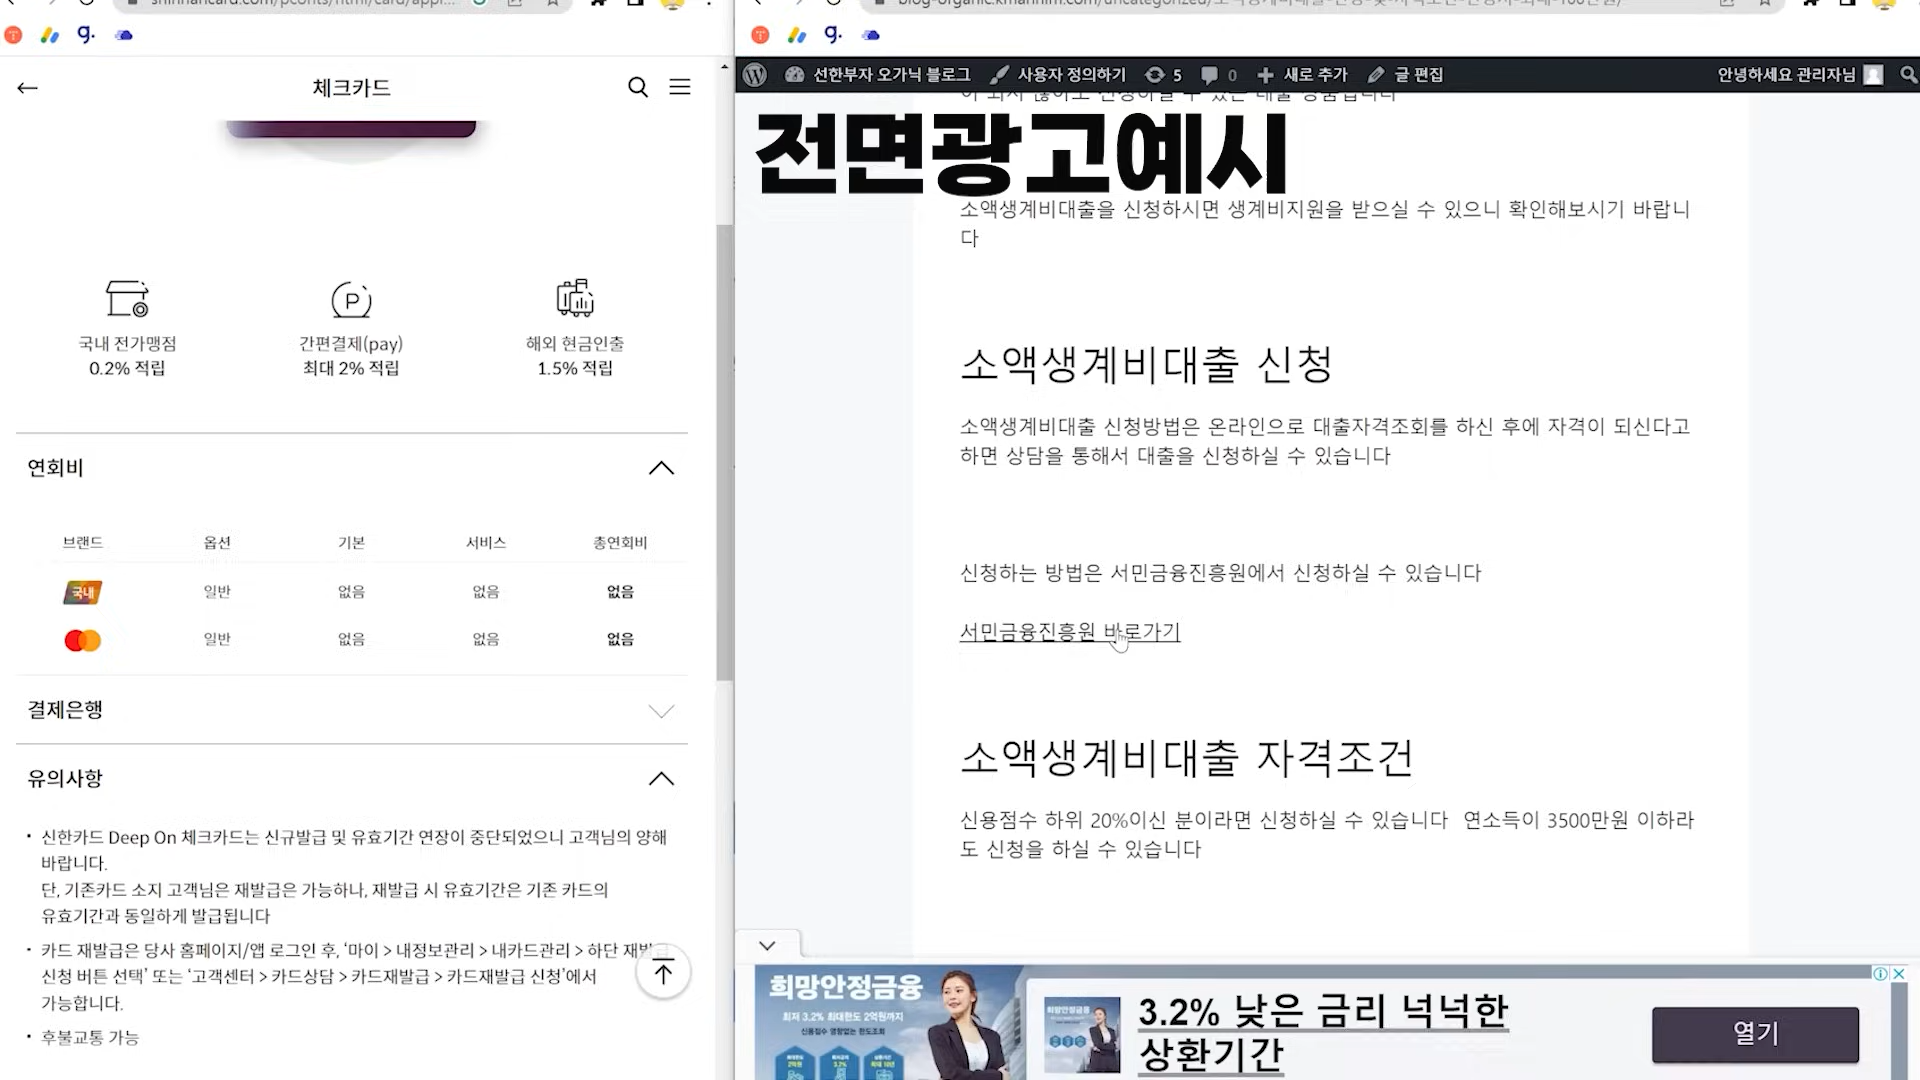 체크카드
국내 전가맹점
0.2% 적립
간편결제(pay)
최대 2% 적립
해외 현금인출
1.5% 적립
연회비
브랜드 옵션 기본 서비스 총연회비
국내 일반 없음 없음 없음
일반 없음 없음 없음
결제은행
유의사항
· 신한카드 Deep On 체크카드는 신규발급 및 유효기간 연장이 중단되었으니 고객님의 양해
바랍니다.
단, 기존카드 소지 고객님은 재발급은 가능하나, 재발급 시 유효기간은 기존 카드의
유효기간과 동일하게 발급됩니다
· 카드 재발급은 당사 홈페이지/앱 로그인 후, ‘마이 > 내정보관리 > 내카드관리 > 하단 재발급
신청 버튼 선택’ 또는 ‘고객센터 > 카드상담 > 카드재발급 > 카드재발급 신청’에서
가능합니다.
· 후불교통 가능
선한부자 오가닉 블로그 사용자 정의하기 5 0 새로 추가 글 편집 안녕하세요 관리자님
전면광고예시
소액생계비대출을 신청하시면 생계비지원을 받으실 수 있으니 확인해보시기 바랍니
다
소액생계비대출 신청
소액생계비대출 신청방법은 온라인으로 대출자격조회를 하신 후에 자격이 되신다고
하면 상담을 통해서 대출을 신청하실 수 있습니다
신청하는 방법은 서민금융진흥원에서 신청하실 수 있습니다
서민금융진흥원 바로가기
소액생계비대출 자격조건
신용점수 하위 20%이신 분이라면 신청하실 수 있습니다 연소득이 3500만원 이하라
도 신청을 하실 수 있습니다
희망안정금융
최저 3.2% 최대한도 2억원까지
신용점수 영향없는 한도조회
3.2% 낮은 금리 넉넉한
상환기간
열기